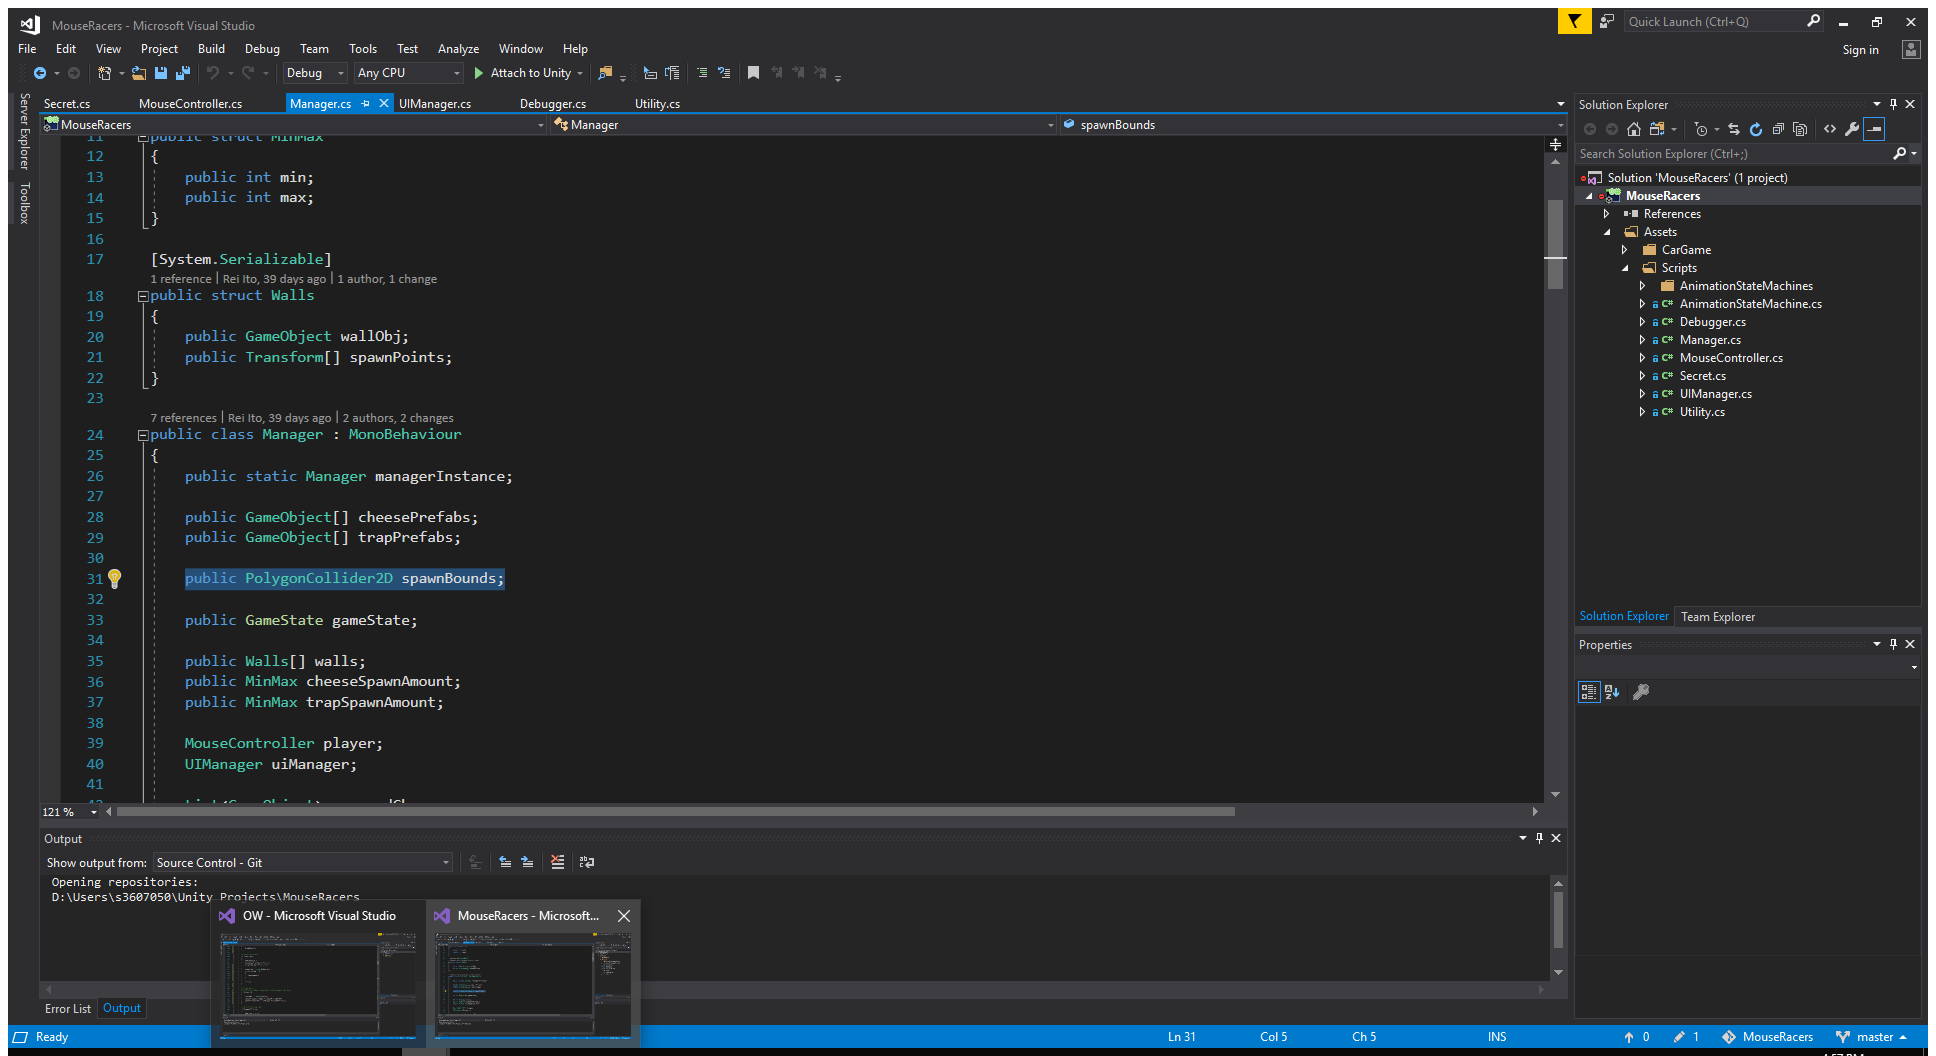 MouseRacers - Microsoft Visual Studio
Quick Launch (Ctrl+Q)
File Edit View Project Build Debug Team Tools Test Analyze Window Help
Sign in
Debug Any CPU Attach to Unity
Server Explorer
Toolbox
Secret.cs MouseController.cs Manager.cs UIManager.cs Debugger.cs Utility.cs
MouseRacers Manager spawnBounds
11 public struct MinMax
12 {
13 public int min;
14 public int max;
15 }
16
17 [System.Serializable]
1 reference | Rei Ito, 39 days ago | 1 author, 1 change
18 public struct Walls
19 {
20 public GameObject wallObj;
21 public Transform[] spawnPoints;
22 }
23
7 references | Rei Ito, 39 days ago | 2 authors, 2 changes
24 public class Manager : MonoBehaviour
25 {
26 public static Manager managerInstance;
27
28 public GameObject[] cheesePrefabs;
29 public GameObject[] trapPrefabs;
30
31 public PolygonCollider2D spawnBounds;
32
33 public GameState gameState;
34
35 public Walls[] walls;
36 public MinMax cheeseSpawnAmount;
37 public MinMax trapSpawnAmount;
38
39 MouseController player;
40 UIManager uiManager;
41
121 %
Output
Show output from: Source Control - Git
Opening repositories:
D:\Users\s3607050\Unity Projects\MouseRacers
OW - Microsoft Visual Studio
MouseRacers - Microsoft...
Error List Output
Solution Explorer
Search Solution Explorer (Ctrl+;)
Solution 'MouseRacers' (1 project)
MouseRacers
References
Assets
CarGame
Scripts
AnimationStateMachines
C# AnimationStateMachine.cs
C# Debugger.cs
C# Manager.cs
C# MouseController.cs
C# Secret.cs
C# UIManager.cs
C# Utility.cs
Solution Explorer Team Explorer
Properties
Ready Ln 31 Col 5 Ch 5 INS 0 1 MouseRacers master